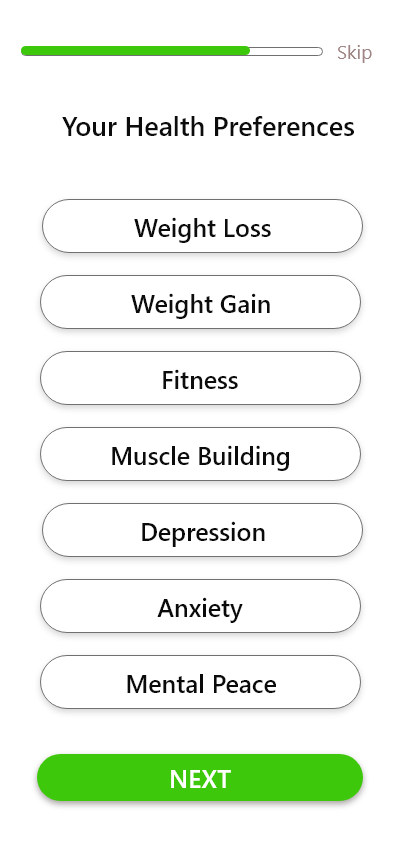 Skip
Your Health Preferences
Weight Loss
Weight Gain
Fitness
Muscle Building
Depression
Anxiety
Mental Peace
NEXT